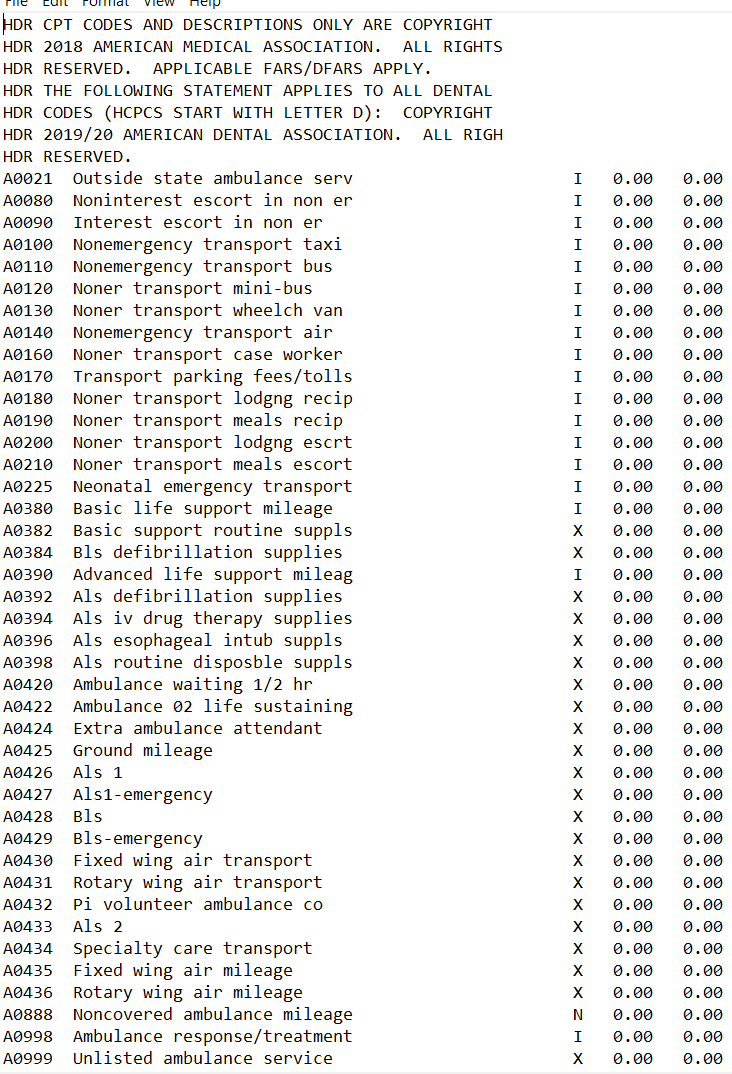 File Edit Format View Help
HDR CPT CODES AND DESCRIPTIONS ONLY ARE COPYRIGHT
HDR 2018 AMERICAN MEDICAL ASSOCIATION.  ALL RIGHTS
HDR RESERVED.  APPLICABLE FARS/DFARS APPLY.
HDR THE FOLLOWING STATEMENT APPLIES TO ALL DENTAL
HDR CODES (HCPCS START WITH LETTER D):  COPYRIGHT
HDR 2019/20 AMERICAN DENTAL ASSOCIATION.  ALL RIGH
HDR RESERVED.
A0021  Outside state ambulance serv  I  0.00  0.00
A0080  Noninterest escort in non er  I  0.00  0.00
A0090  Interest escort in non er  I  0.00  0.00
A0100  Nonemergency transport taxi  I  0.00  0.00
A0110  Nonemergency transport bus  I  0.00  0.00
A0120  Noner transport mini-bus  I  0.00  0.00
A0130  Noner transport wheelch van  I  0.00  0.00
A0140  Nonemergency transport air  I  0.00  0.00
A0160  Noner transport case worker  I  0.00  0.00
A0170  Transport parking fees/tolls  I  0.00  0.00
A0180  Noner transport lodgng recip  I  0.00  0.00
A0190  Noner transport meals recip  I  0.00  0.00
A0200  Noner transport lodgng escrt  I  0.00  0.00
A0210  Noner transport meals escort  I  0.00  0.00
A0225  Neonatal emergency transport  I  0.00  0.00
A0380  Basic life support mileage  I  0.00  0.00
A0382  Basic support routine suppls  X  0.00  0.00
A0384  Bls defibrillation supplies  X  0.00  0.00
A0390  Advanced life support mileag  I  0.00  0.00
A0392  Als defibrillation supplies  X  0.00  0.00
A0394  Als iv drug therapy supplies  X  0.00  0.00
A0396  Als esophageal intub suppls  X  0.00  0.00
A0398  Als routine disposble suppls  X  0.00  0.00
A0420  Ambulance waiting 1/2 hr  X  0.00  0.00
A0422  Ambulance 02 life sustaining  X  0.00  0.00
A0424  Extra ambulance attendant  X  0.00  0.00
A0425  Ground mileage  X  0.00  0.00
A0426  Als 1  X  0.00  0.00
A0427  Als1-emergency  X  0.00  0.00
A0428  Bls  X  0.00  0.00
A0429  Bls-emergency  X  0.00  0.00
A0430  Fixed wing air transport  X  0.00  0.00
A0431  Rotary wing air transport  X  0.00  0.00
A0432  Pi volunteer ambulance co  X  0.00  0.00
A0433  Als 2  X  0.00  0.00
A0434  Specialty care transport  X  0.00  0.00
A0435  Fixed wing air mileage  X  0.00  0.00
A0436  Rotary wing air mileage  X  0.00  0.00
A0888  Noncovered ambulance mileage  N  0.00  0.00
A0998  Ambulance response/treatment  I  0.00  0.00
A0999  Unlisted ambulance service  X  0.00  0.00